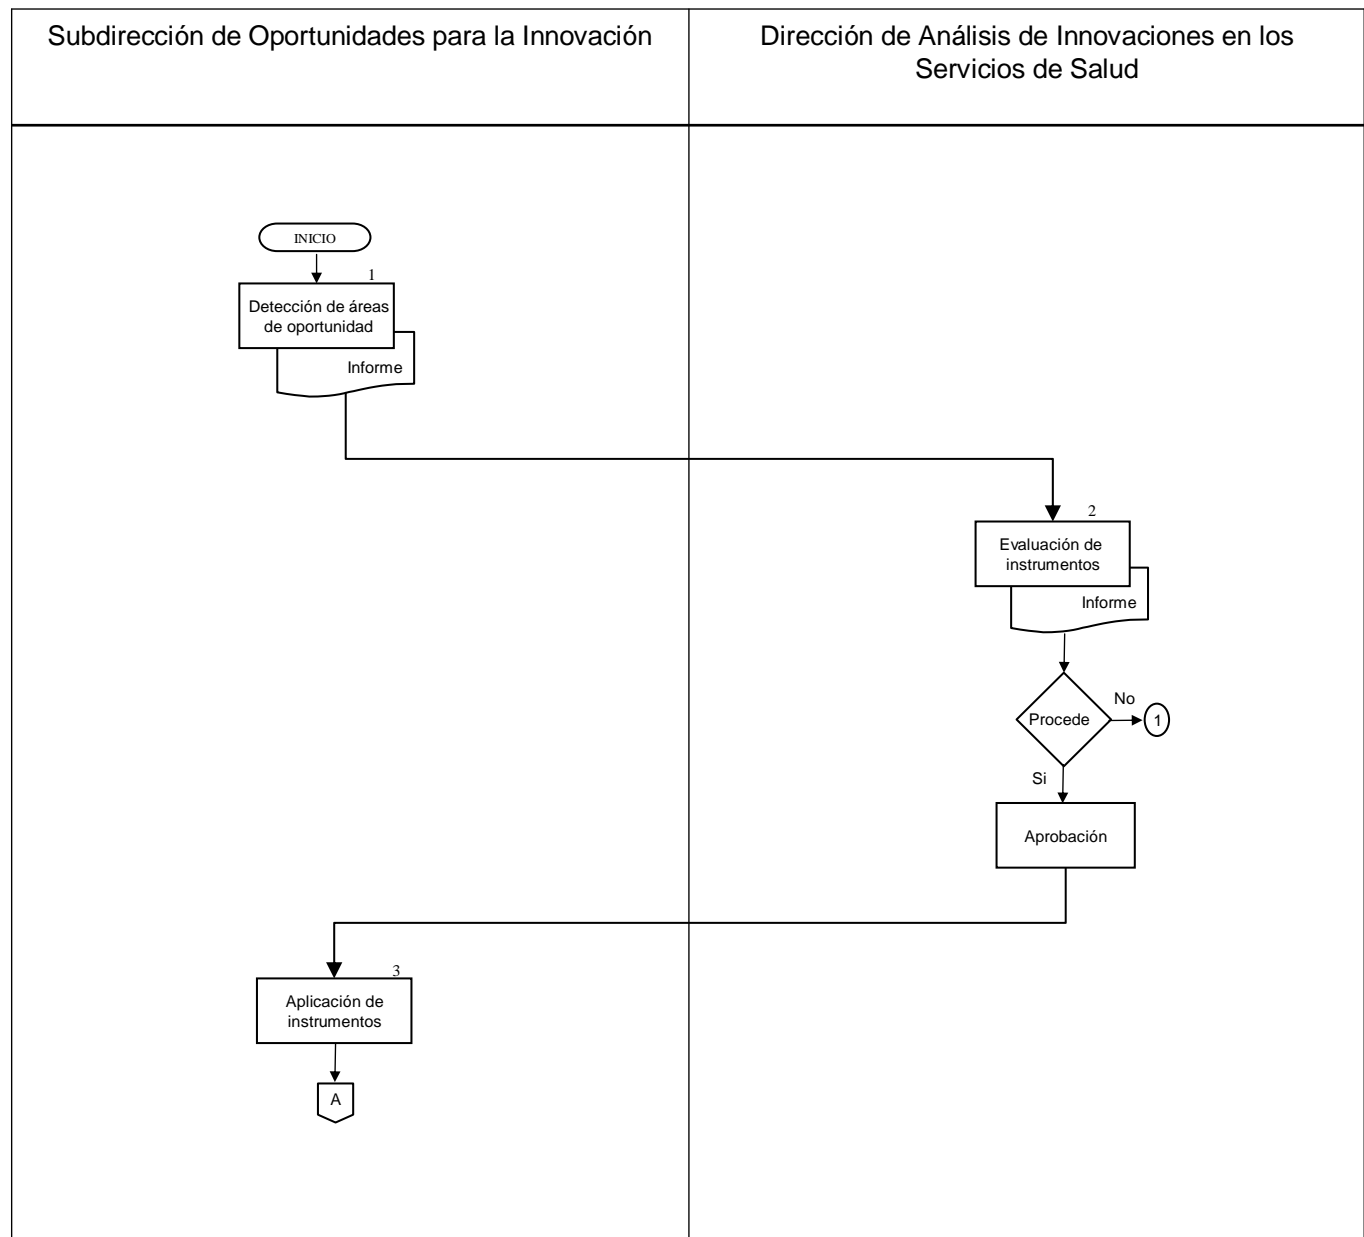 Subdirección de Oportunidades para la Innovación
Dirección de Análisis de Innovaciones en los
Servicios de Salud
INICIO
1
Detección de áreas
de oportunidad
Informe
2
Evaluación de
instrumentos
Informe
Procede
No
1
Si
Aprobación
3
Aplicación de
instrumentos
A